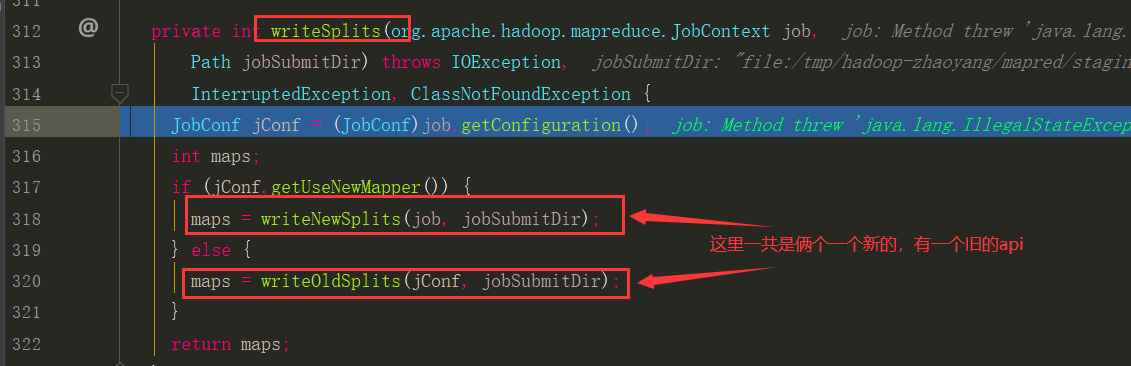 311
312 @ private int writeSplits(org.apache.hadoop.mapreduce.JobContext job, job: Method threw 'java.lang.
313 Path jobSubmitDir) throws IOException, jobSubmitDir: "file:/tmp/hadoop-zhaoyang/mapred/stagin
314 InterruptedException, ClassNotFoundException {
315 JobConf jConf = (JobConf)job.getConfiguration(); job: Method threw 'java.lang.IllegalStateExcep
316 int maps;
317 if (jConf.getUseNewMapper()) {
318 maps = writeNewSplits(job, jobSubmitDir);
319 } else {
这里一共是俩个一个新的，有一个旧的api
320 maps = writeOldSplits(jConf, jobSubmitDir);
321 }
322 return maps;